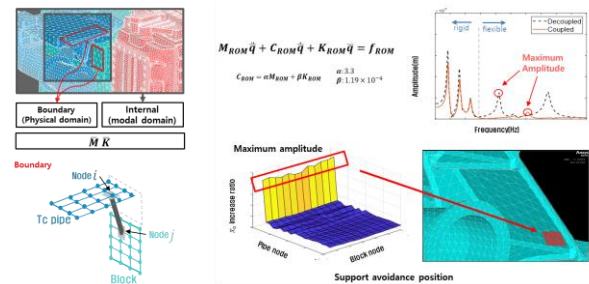 Boundary
(Physical domain)
Internal
(modal domain)
M̄ K̄
Boundary
Node i
Tc pipe
Node j
Block
M_ROM q̈ + C_ROM q̇ + K_ROM q = f_ROM
C_ROM = αM_ROM + βK_ROM
α:3.3
β:1.19 × 10⁻⁶
rigid
flexible
Decoupled
Coupled
Maximum
Amplitude
Amplitude(m)
Frequency(Hz)
Maximum amplitude
increase ratio
Pipe node
Block node
Support avoidance position